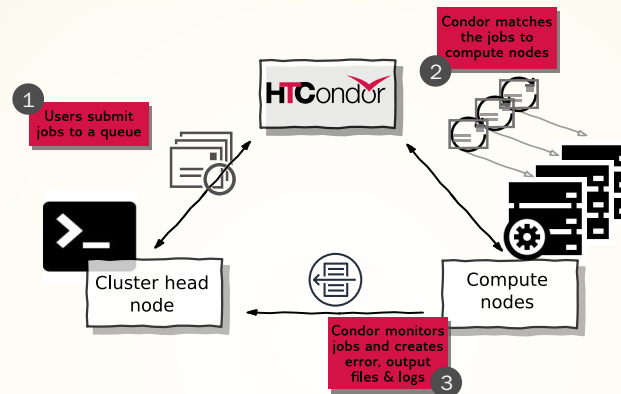 1
Users submit
jobs to a queue
HTCondor
Condor matches
the jobs to
compute nodes
2
>_
Cluster head
node
Compute
nodes
Condor monitors
jobs and creates
error, output
files & logs
3